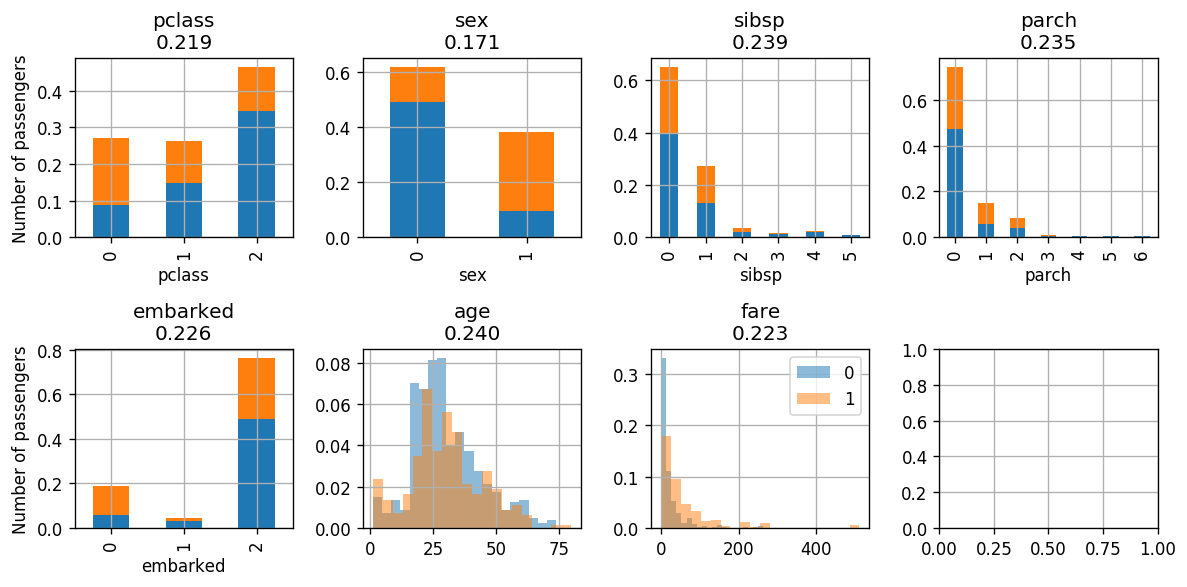 pclass
0.219
sex
0.171
sibsp
0.239
parch
0.235
Number of passengers
0.4
0.3
0.2
0.1
0.0
0 1 2
pclass
0.6
0.4
0.2
0.0
0 1
sex
0.6
0.4
0.2
0.0
0 1 2 3 4 5
sibsp
0.6
0.4
0.2
0.0
0 1 2 3 4 5 6
parch
embarked
0.226
age
0.240
fare
0.223
Number of passengers
0.8
0.6
0.4
0.2
0.0
0 1 2
embarked
0.08
0.06
0.04
0.02
0.00
0 25 50 75
0.3
0.2
0.1
0.0
0 200 400
0
1
1.0
0.8
0.6
0.4
0.2
0.0
0.00 0.25 0.50 0.75 1.00